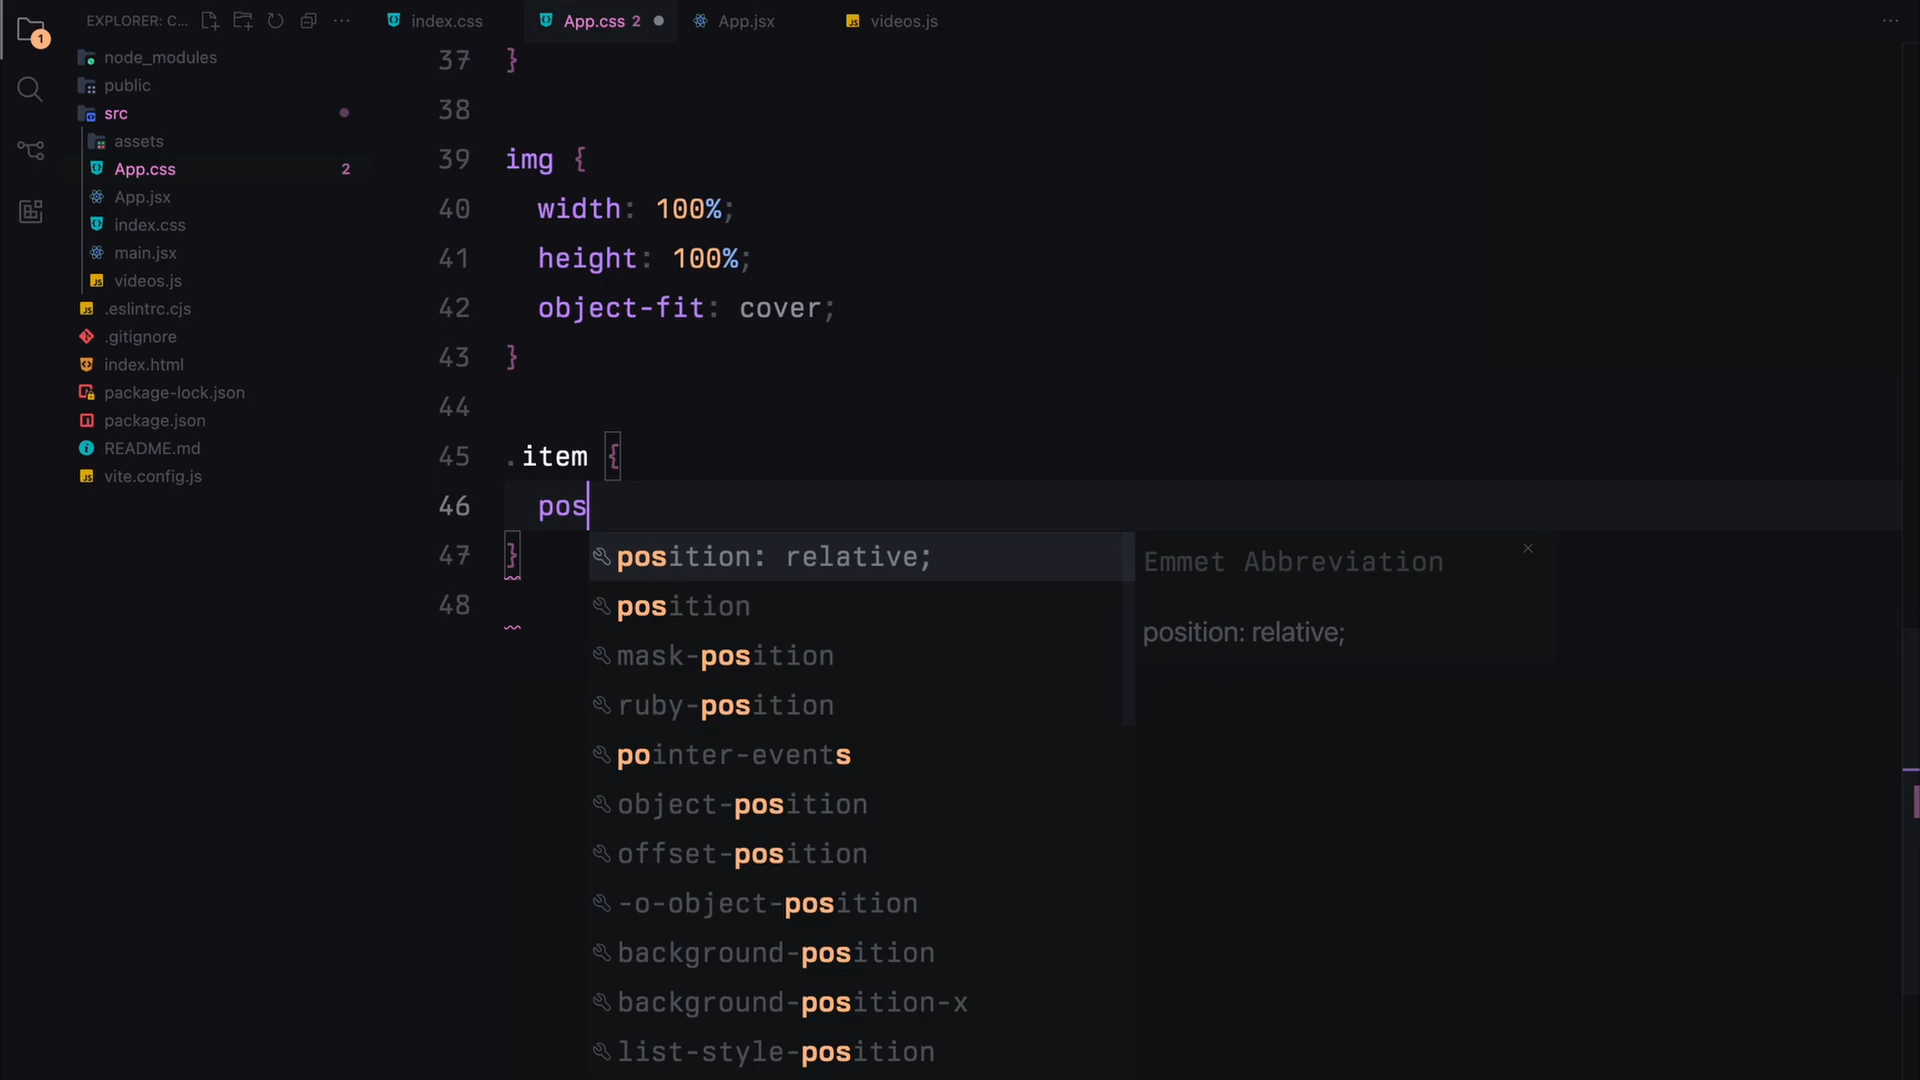 EXPLORER: C...
index.css
App.css 2
App.jsx
videos.js
1
node_modules
public
src
assets
App.css 2
App.jsx
index.css
main.jsx
videos.js
.eslintrc.cjs
.gitignore
index.html
package-lock.json
package.json
README.md
vite.config.js
37 }
38
39 img {
40 width: 100%;
41 height: 100%;
42 object-fit: cover;
43 }
44
45 .item {
46 pos
47 }
48
position: relative;
position
mask-position
ruby-position
pointer-events
object-position
offset-position
-o-object-position
background-position
background-position-x
list-style-position
Emmet Abbreviation
position: relative;